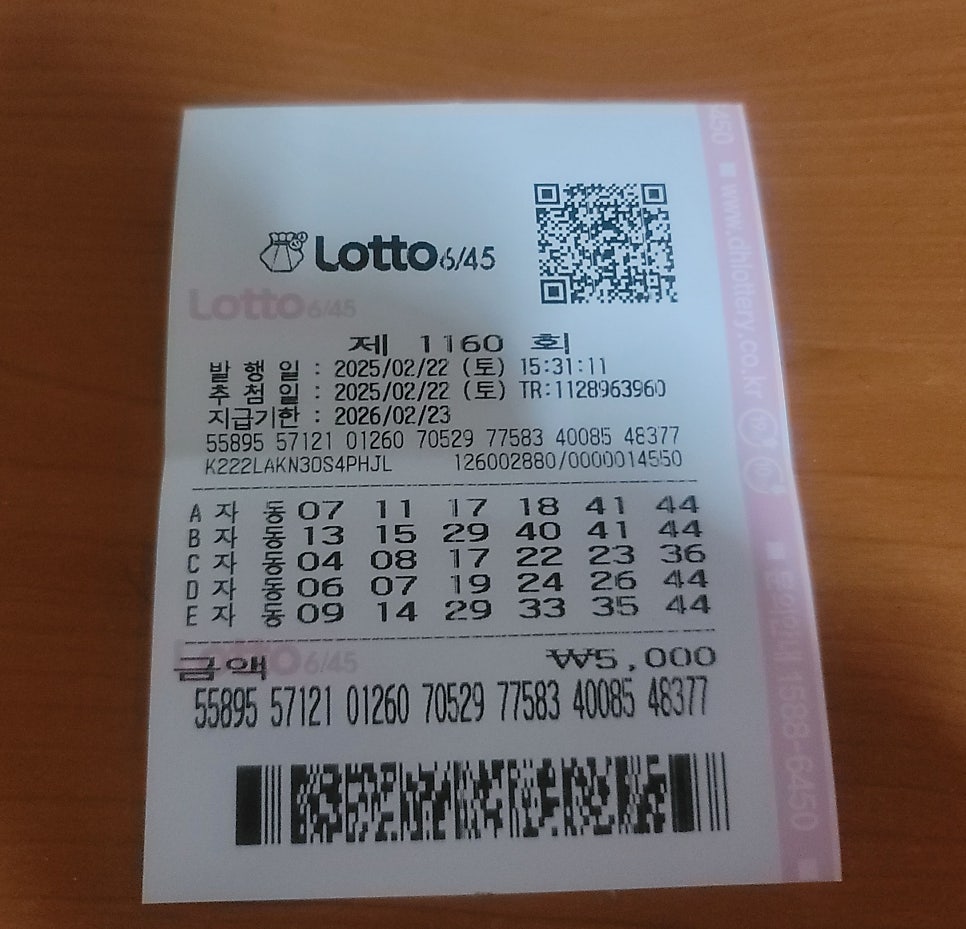 Lotto 6/45
Lotto 6/45
제 1160 회
발 행 일 : 2025/02/22 (토) 15:31:11
추 첨 일 : 2025/02/22 (토) TR:1128963960
지급기한 : 2026/02/23
55895 57121 01260 70529 77583 40085 48377
K222LAKN30S4PHJL 126002880/0000014550
A 자 동 07 11 17 18 41 44
B 자 동 13 15 29 40 41 44
C 자 동 04 08 17 22 23 36
D 자 동 06 07 19 24 26 44
E 자 동 09 14 29 33 35 44
Lotto 6/45
금액 ₩5,000
55895 57121 01260 70529 77583 40085 48377
450 ■ www.dhlottery.co.kr
1588-6450